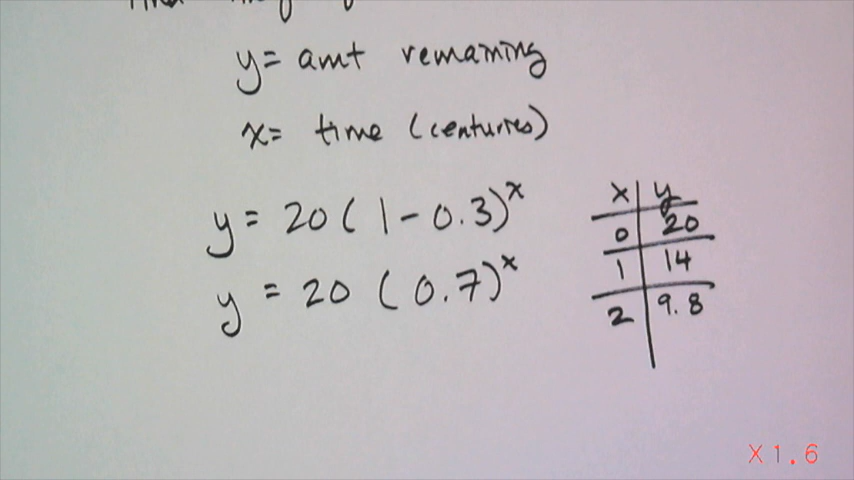 y = amt remaining
x = time (centuries)
y = 20 ( 1 - 0.3)^x
y = 20 ( 0.7)^x
x y
0 20
1 14
2 9.8
X1.6